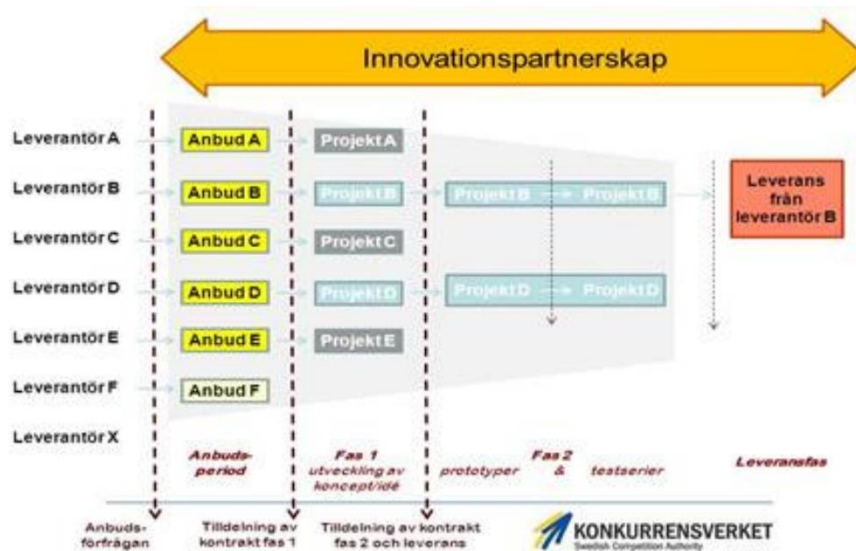 Innovationspartnerskap
Leverantör A
Anbud A
Projekt A
Leverantör B
Anbud B
Projekt B
Projekt B
Projekt B
Leverans
från
leverantör B
Leverantör C
Anbud C
Projekt C
Leverantör D
Anbud D
Projekt D
Projekt D
Projekt D
Leverantör E
Anbud E
Projekt E
Leverantör F
Anbud F
Leverantör X
Anbuds-
period
Fas 1
utveckling av
koncept/idé
Fas 2
prototyper & testserier
Leveransfas
Anbuds-
förfrågan
Tilldelning av
kontrakt fas 1
Tilldelning av kontrakt
fas 2 och leverans
KONKURRENSVERKET
Swedish Competition Authority